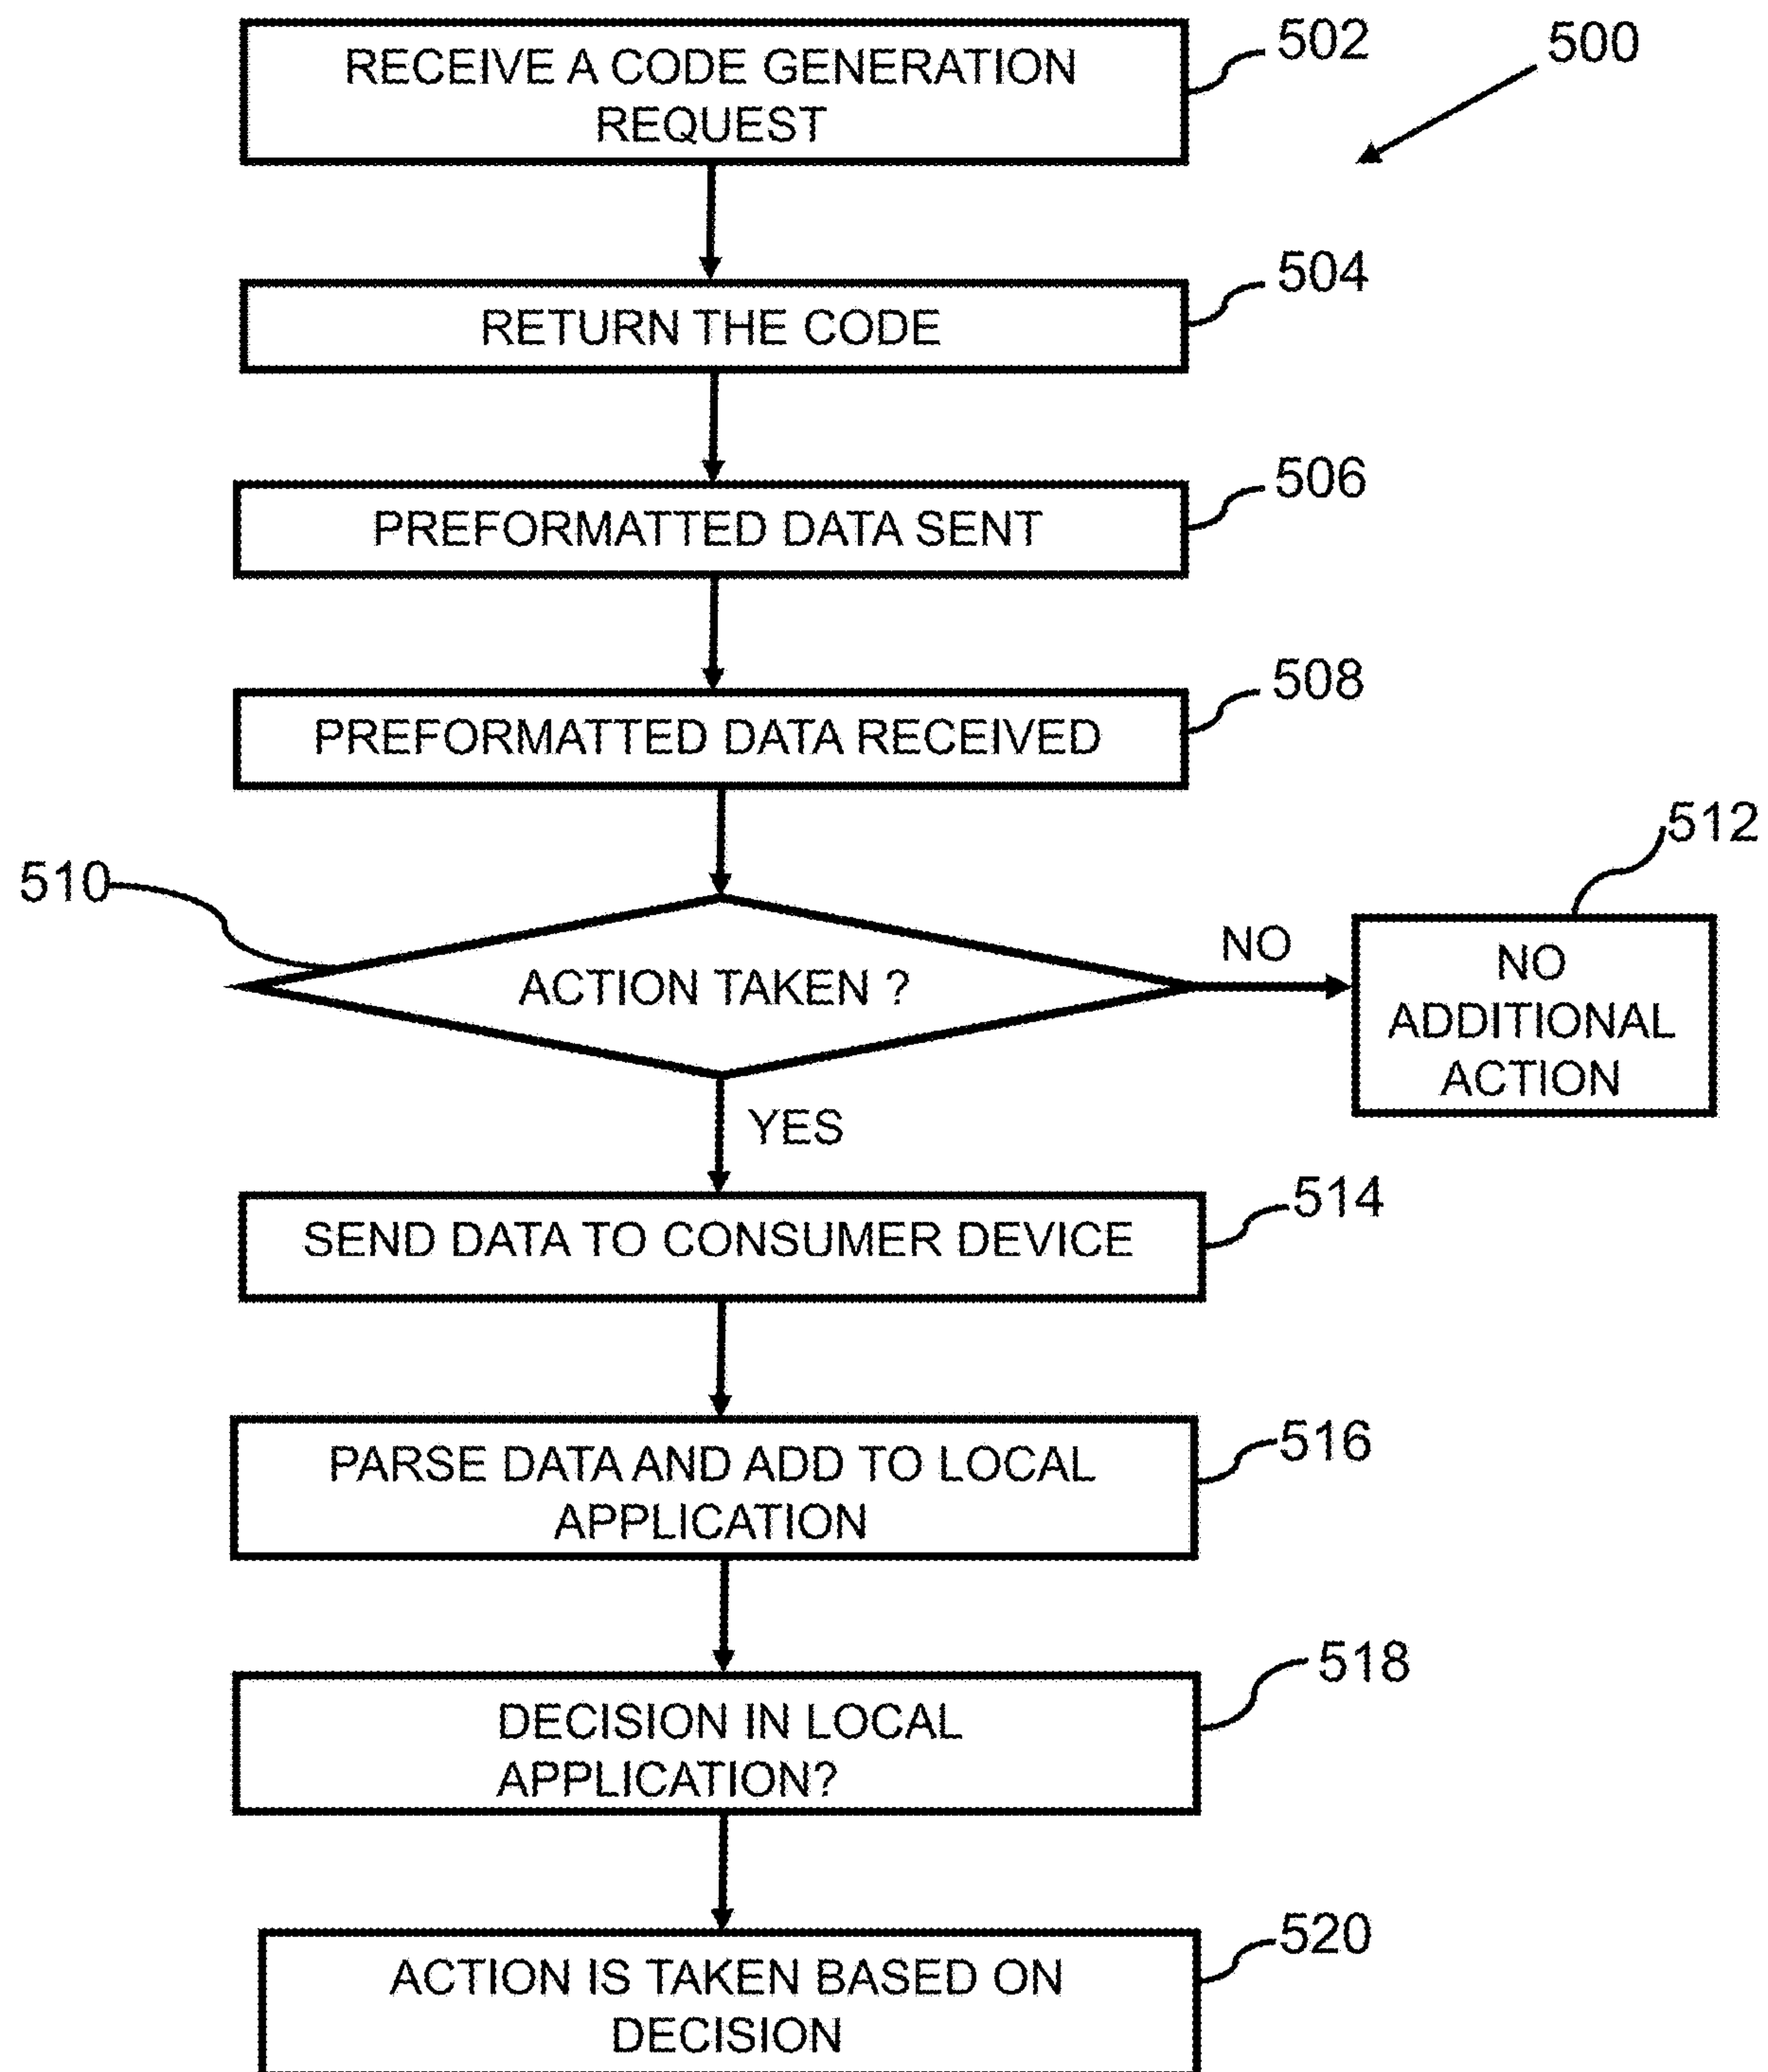 RECEIVE A CODE GENERATION
REQUEST
502
500
RETURN THE CODE
504
PREFORMATTED DATA SENT
506
PREFORMATTED DATA RECEIVED
508
510
ACTION TAKEN ?
NO
512
NO
ADDITIONAL
ACTION
YES
SEND DATA TO CONSUMER DEVICE
514
PARSE DATA AND ADD TO LOCAL
APPLICATION
516
DECISION IN LOCAL
APPLICATION?
518
ACTION IS TAKEN BASED ON
DECISION
520